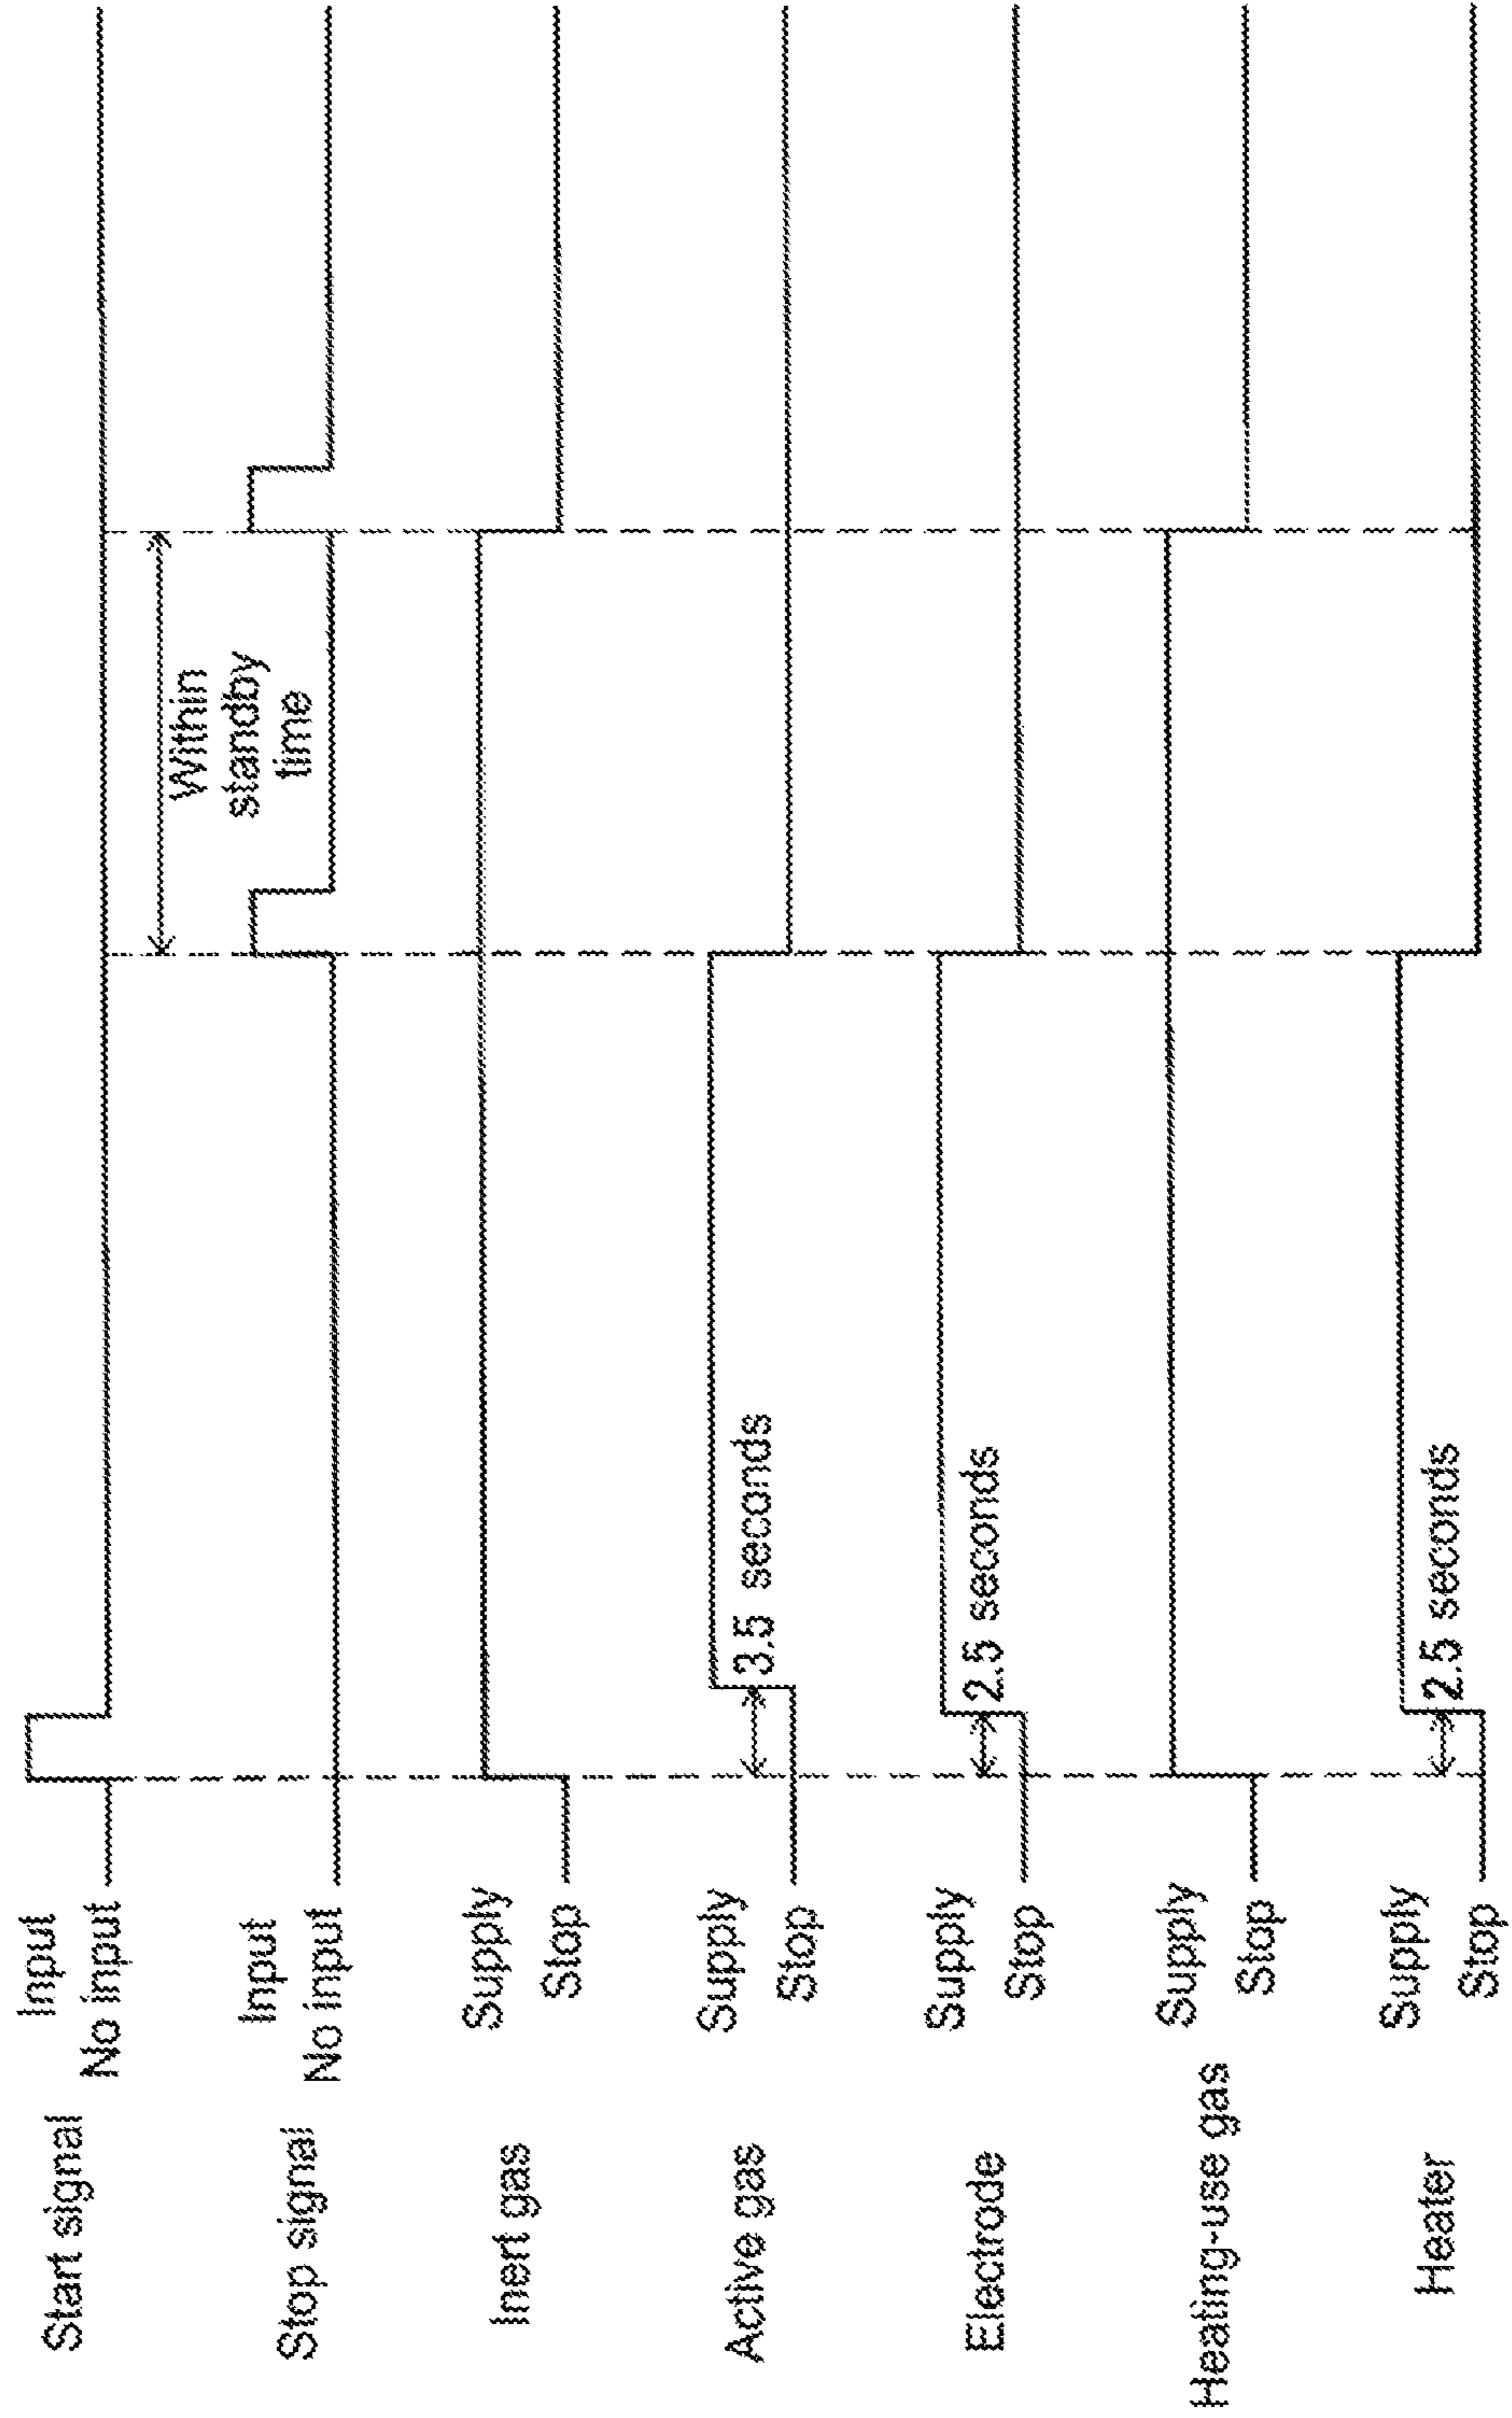 Start signal
Input
No input
Stop signal
Input
No input
Within
standby
time
Inert gas
Supply
Stop
Active gas
Supply
Stop
3.5 seconds
Electrode
Supply
Stop
2.5 seconds
Heating-use gas
Supply
Stop
Heater
Supply
Stop
2.5 seconds